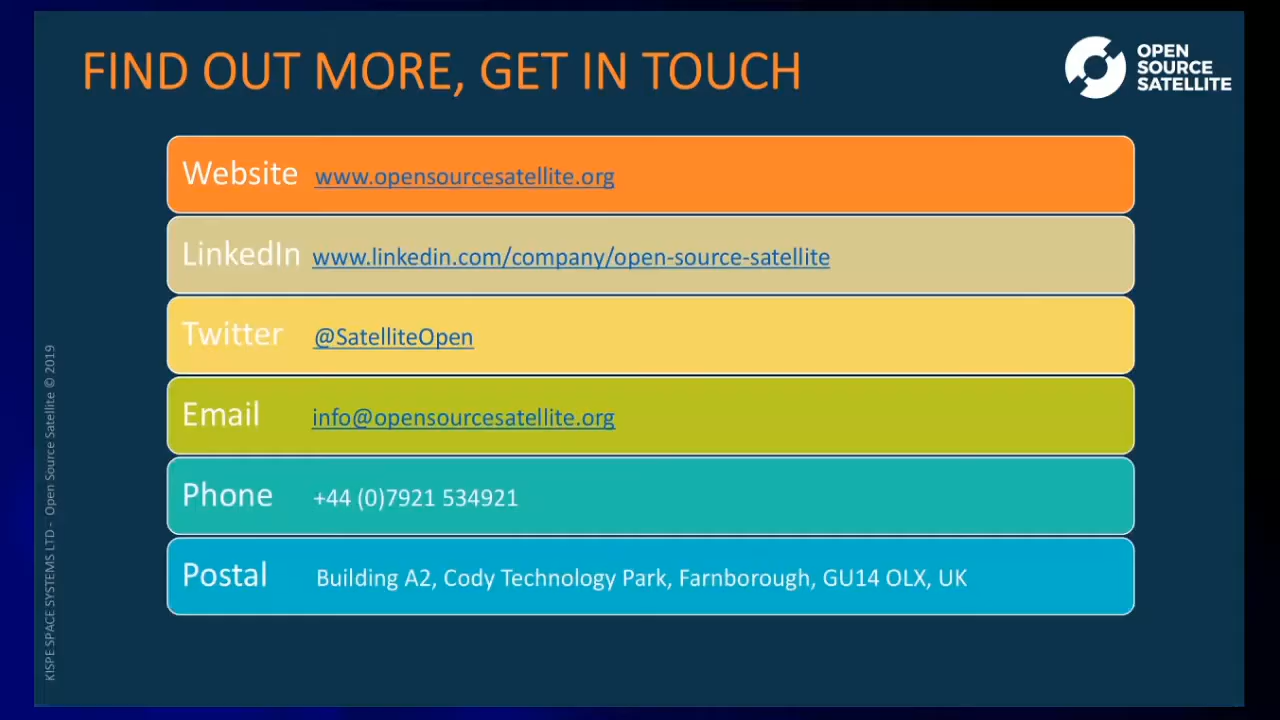 FIND OUT MORE, GET IN TOUCH
OPEN
SOURCE
SATELLITE
Website www.opensourcesatellite.org
LinkedIn www.linkedin.com/company/open-source-satellite
Twitter @SatelliteOpen
Email info@opensourcesatellite.org
Phone +44 (0)7921 534921
Postal Building A2, Cody Technology Park, Farnborough, GU14 OLX, UK
KISPE SPACE SYSTEMS LTD - Open Source Satellite © 2019